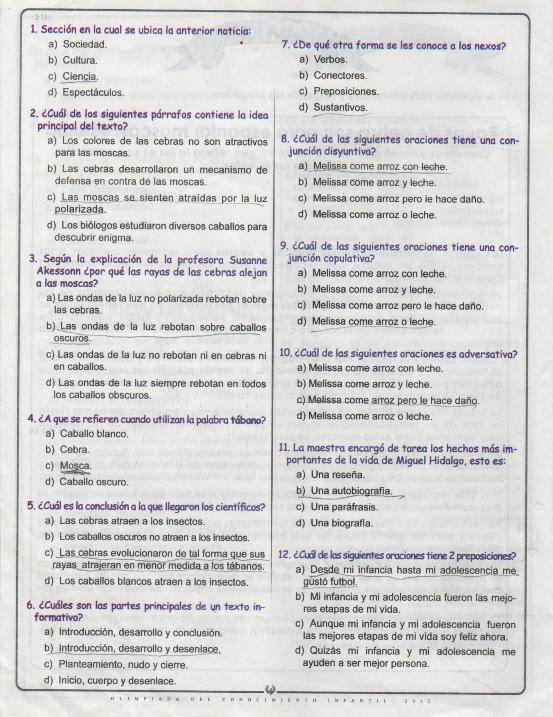 1. Sección en la cual se ubica la anterior noticia:
a) Sociedad.
b) Cultura.
c) Ciencia.
d) Espectáculos.
2. ¿Cuál de los siguientes párrafos contiene la idea
principal del texto?
a) Los colores de las cebras no son atractivos
para las moscas.
b) Las cebras desarrollaron un mecanismo de
defensa en contra de las moscas.
c) Las moscas se sienten atraídas por la luz
polarizada.
d) Los biólogos estudiaron diversos caballos para
descubrir enigma.
3. Según la explicación de la profesora Susanne
Akessonn ¿por qué las rayas de las cebras alejan
a las moscas?
a) Las ondas de la luz no polarizada rebotan sobre
las cebras.
b) Las ondas de la luz rebotan sobre caballos
oscuros.
c) Las ondas de la luz no rebotan ni en cebras ni
en caballos.
d) Las ondas de la luz siempre rebotan en todos
los caballos obscuros.
4. ¿A que se refieren cuando utilizan la palabra tábano?
a) Caballo blanco.
b) Cebra.
c) Mosca.
d) Caballo oscuro.
5. ¿Cuál es la conclusión a la que llegaron los científicos?
a) Las cebras atraen a los insectos.
b) Los caballos oscuros no atraen a los insectos.
c) Las cebras evolucionaron de tal forma que sus
rayas atrajeran en menor medida a los tábanos.
d) Los caballos blancos atraen a los insectos.
6. ¿Cuáles son las partes principales de un texto in-
formativo?
a) Introducción, desarrollo y conclusión.
b) Introducción, desarrollo y desenlace.
c) Planteamiento, nudo y cierre.
d) Inicio, cuerpo y desenlace.
7. ¿De qué otra forma se les conoce a los nexos?
a) Verbos.
b) Conectores.
c) Preposiciones.
d) Sustantivos.
8. ¿Cuál de las siguientes oraciones tiene una con-
junción disyuntiva?
a) Melissa come arroz con leche.
b) Melissa come arroz y leche.
c) Melissa come arroz pero le hace daño.
d) Melissa come arroz o leche.
9. ¿Cuál de las siguientes oraciones tiene una con-
junción copulativa?
a) Melissa come arroz con leche.
b) Melissa come arroz y leche.
c) Melissa come arroz pero le hace daño.
d) Melissa come arroz o leche.
10. ¿Cuál de las siguientes oraciones es adversativa?
a) Melissa come arroz con leche.
b) Melissa come arroz y leche.
c) Melissa come arroz pero le hace daño.
d) Melissa come arroz o leche.
11. La maestra encargó de tarea los hechos más im-
portantes de la vida de Miguel Hidalgo, esto es:
a) Una reseña.
b) Una autobiografía.
c) Una paráfrasis.
d) Una biografía.
12. ¿Cuál de las siguientes oraciones tiene 2 preposiciones?
a) Desde mi infancia hasta mi adolescencia me
gustó futbol.
b) Mi infancia y mi adolescencia fueron las mejo-
res etapas de mi vida.
c) Aunque mi infancia y mi adolescencia fueron
las mejores etapas de mi vida soy feliz ahora.
d) Quizás mi infancia y mi adolescencia me
ayuden a ser mejor persona.
OLIMPIADA DEL CONOCIMIENTO INFANTIL 2012